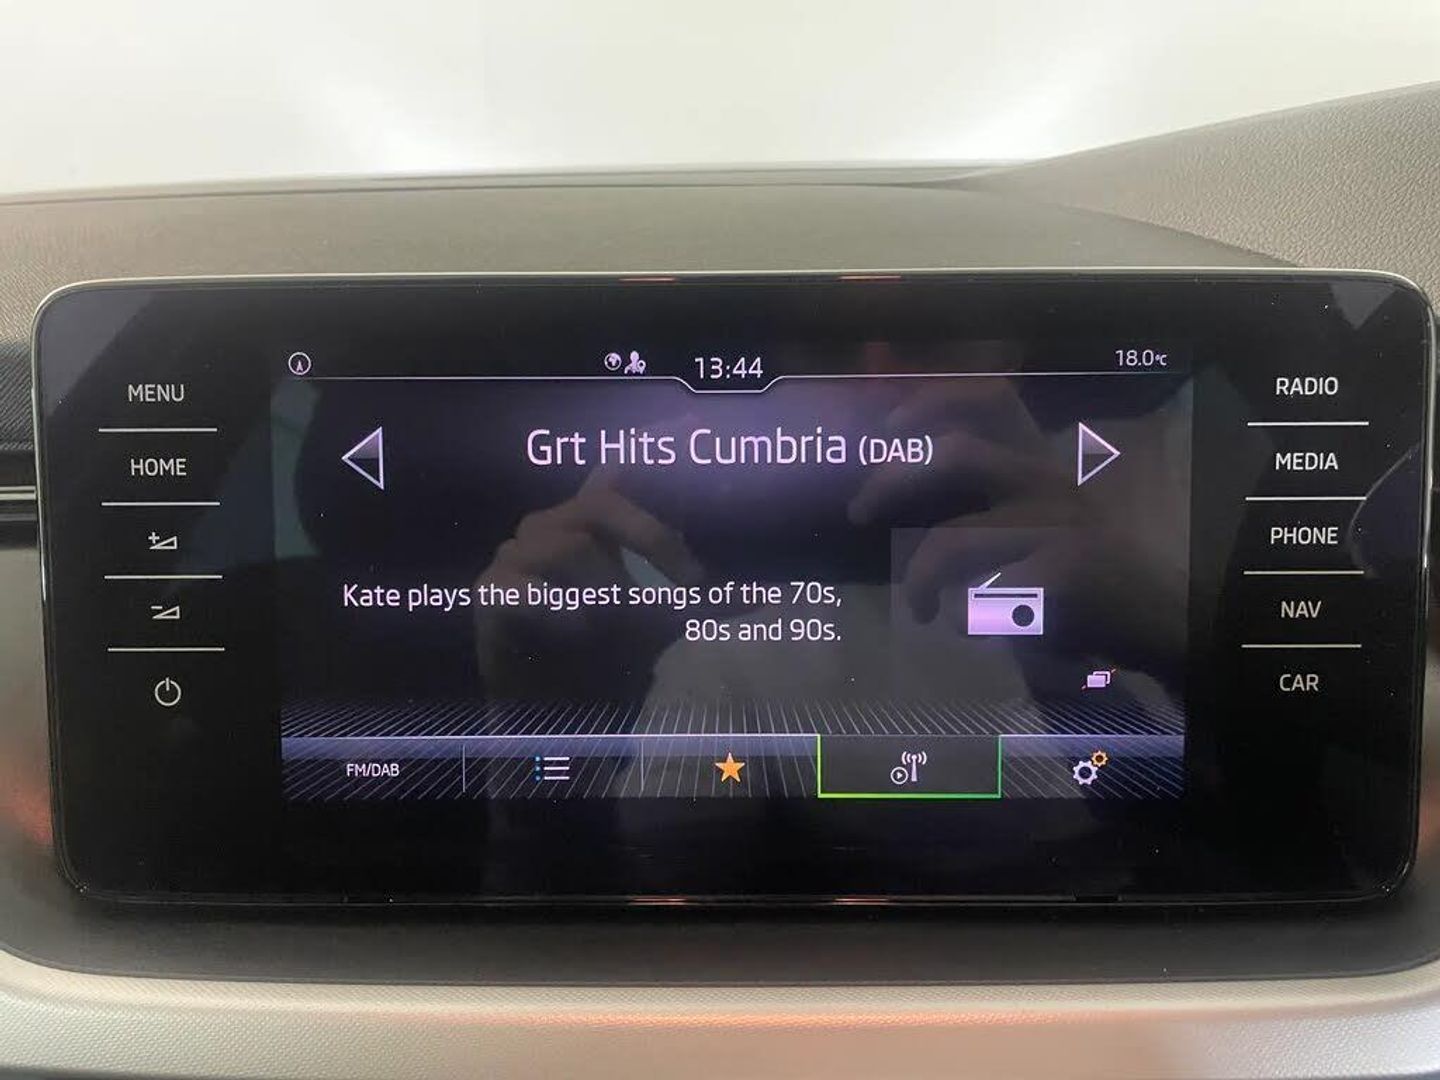 13:44
18.0°C
MENU
HOME
RADIO
MEDIA
PHONE
NAV
CAR
Grt Hits Cumbria (DAB)
Kate plays the biggest songs of the 70s,
80s and 90s.
FM/DAB